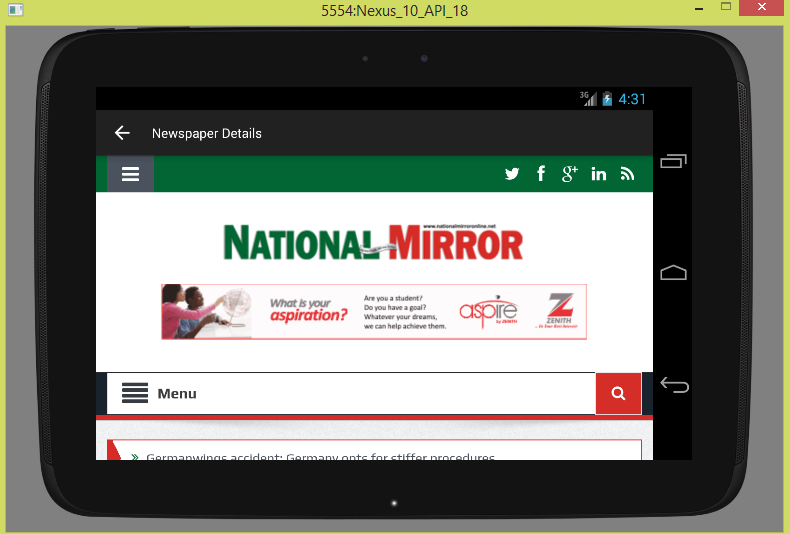 5554:Nexus_10_API_18
3G 4:31
Newspaper Details
www.nationalmirroronline.net
NATIONAL MIRROR
What is your
aspiration?
Are you a student?
Do you have a goal?
Whatever your dreams,
we can help achieve them.
aspire
by ZENITH
ZENITH
... In Your Best Interest
Menu
Germanwings accident: Germany opts for stiffer procedures